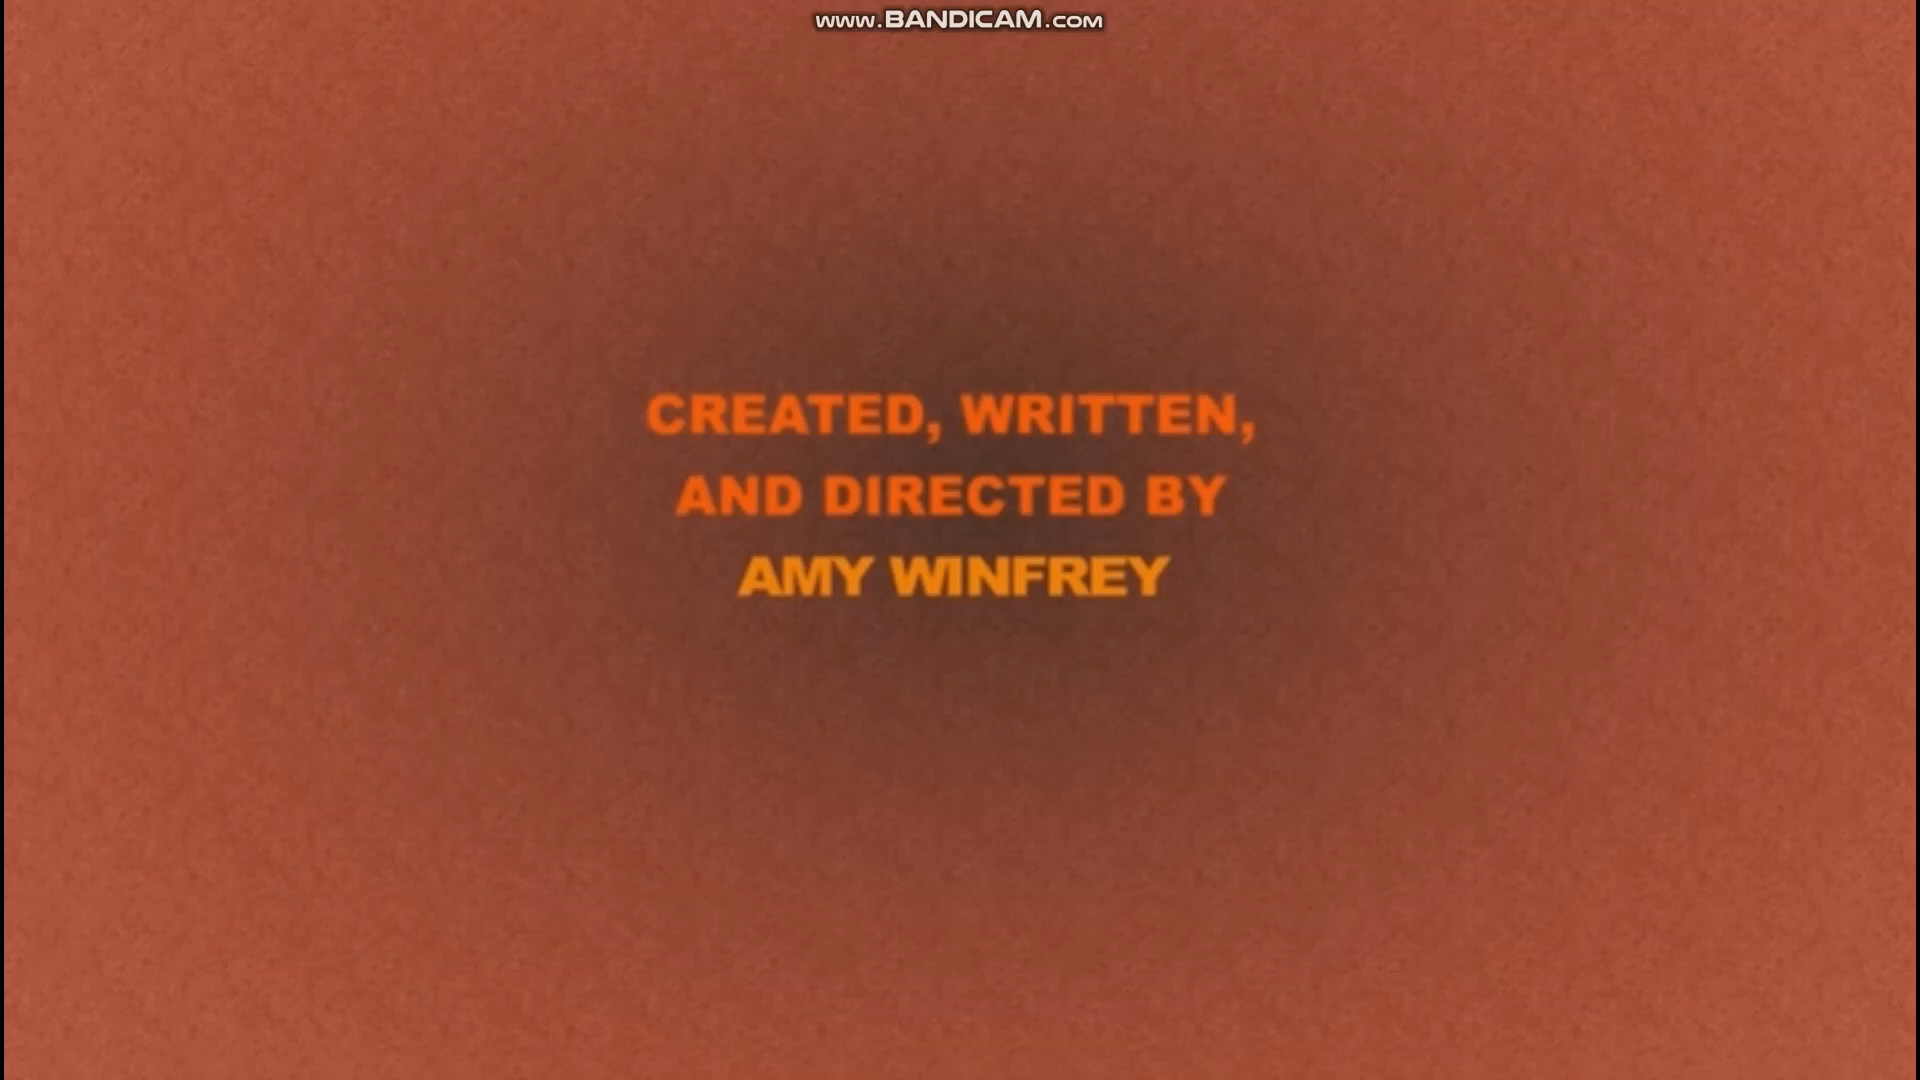 www.BANDICAM.com
CREATED, WRITTEN,
AND DIRECTED BY
AMY WINFREY